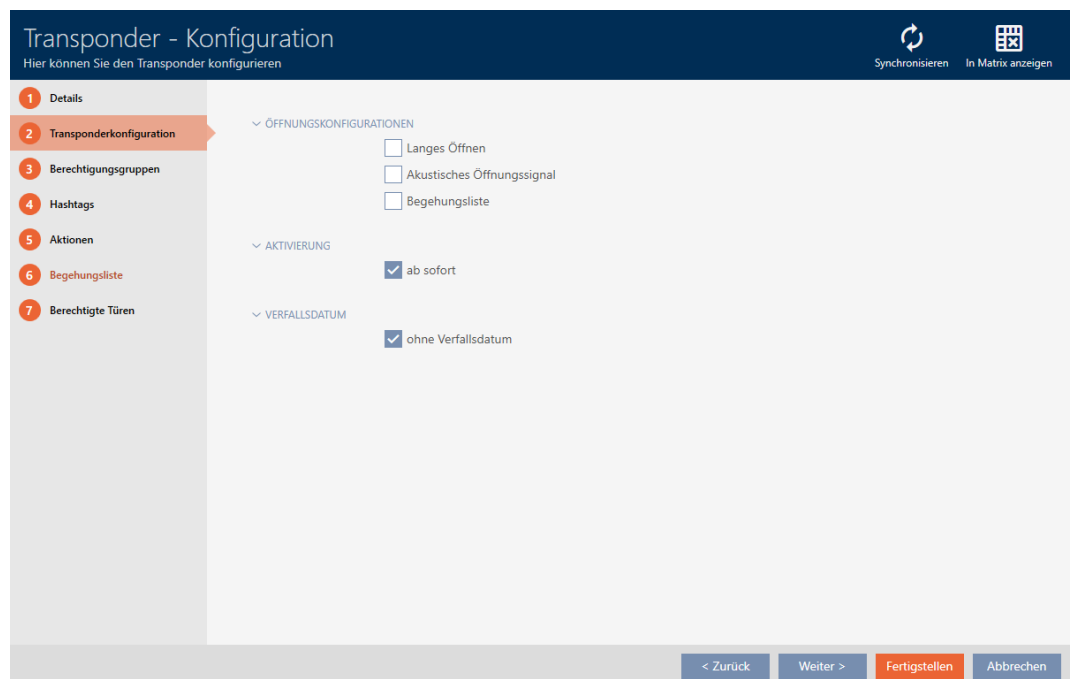 Transponder - Konfiguration
Hier können Sie den Transponder konfigurieren
Synchronisieren
In Matrix anzeigen
1 Details
2 Transponderkonfiguration
3 Berechtigungsgruppen
4 Hashtags
5 Aktionen
6 Begehungsliste
7 Berechtigte Türen
ÖFFNUNGSKONFIGURATIONEN
Langes Öffnen
Akustisches Öffnungssignal
Begehungsliste
AKTIVIERUNG
ab sofort
VERFALLSDATUM
ohne Verfallsdatum
< Zurück
Weiter >
Fertigstellen
Abbrechen